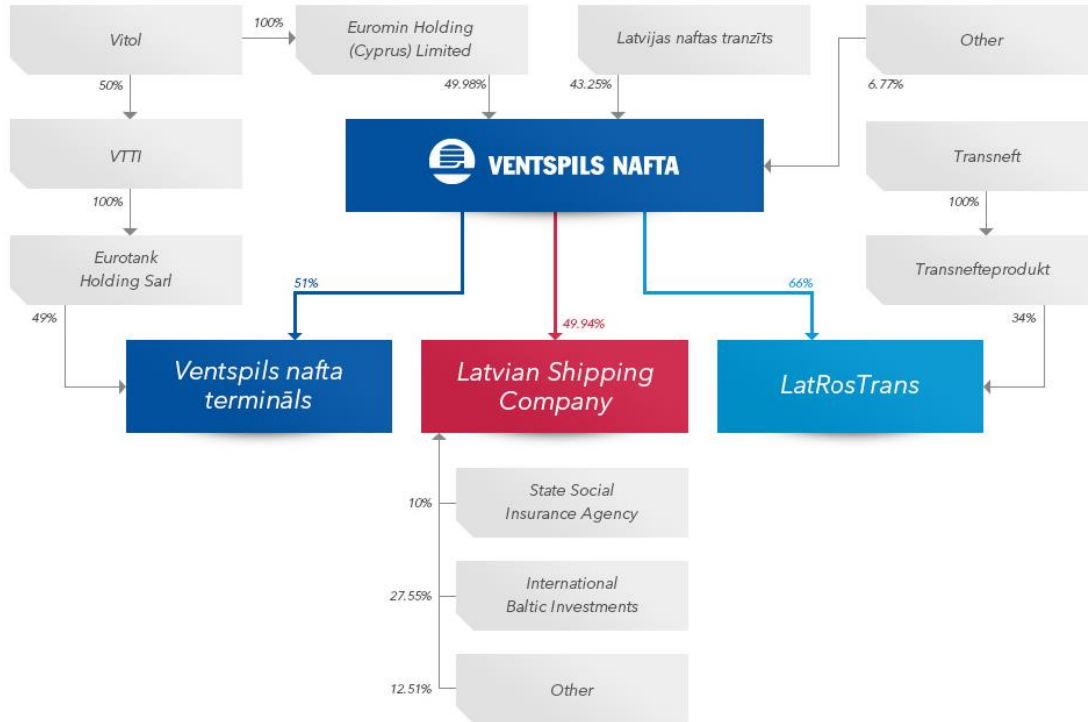 Vitol
100%
Euromin Holding
(Cyprus) Limited
Latvijas naftas tranzīts
Other
50%
49.98%
43.25%
6.77%
VTTI
VENTSPILS NAFTA
Transneft
100%
100%
Eurotank
Holding Sarl
Transnefteprodukt
51%
66%
49%
49.94%
34%
Ventspils nafta
termināls
Latvian Shipping
Company
LatRosTrans
10%
State Social
Insurance Agency
27.55%
International
Baltic Investments
12.51%
Other